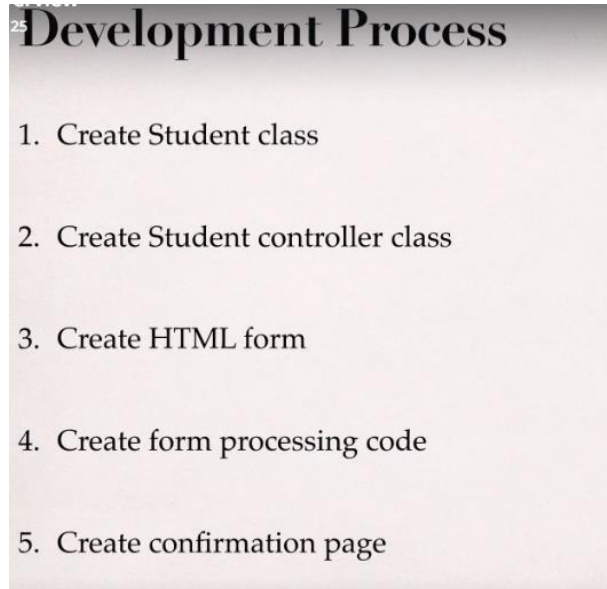 25
Development Process
1. Create Student class
2. Create Student controller class
3. Create HTML form
4. Create form processing code
5. Create confirmation page